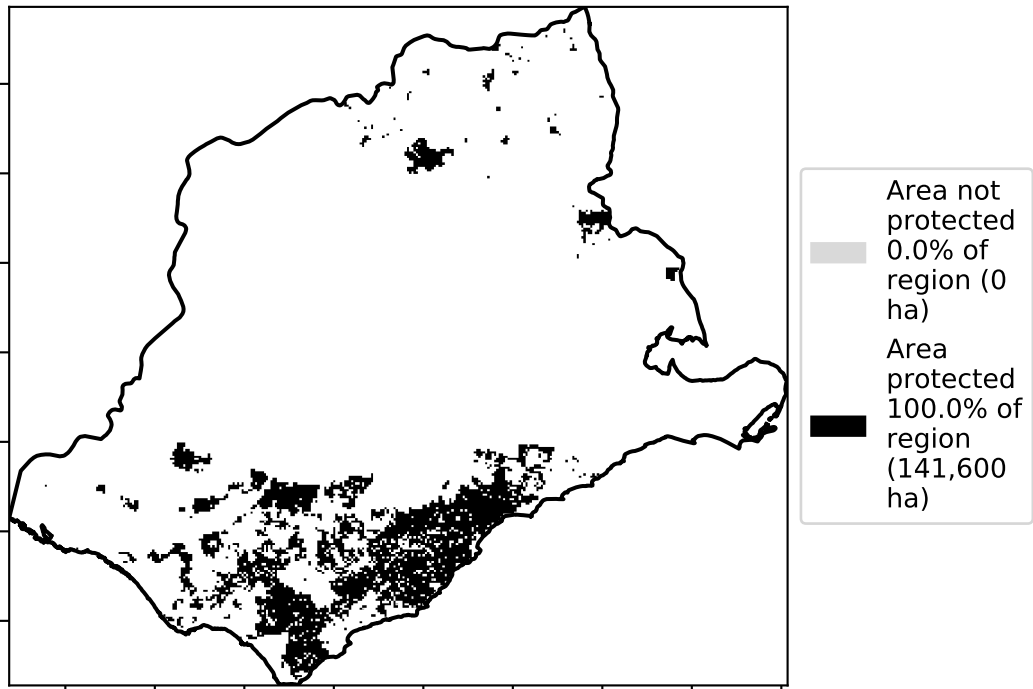 Area not
protected
0.0% of
region (0
ha)
Area
protected
100.0% of
region
(141,600
ha)